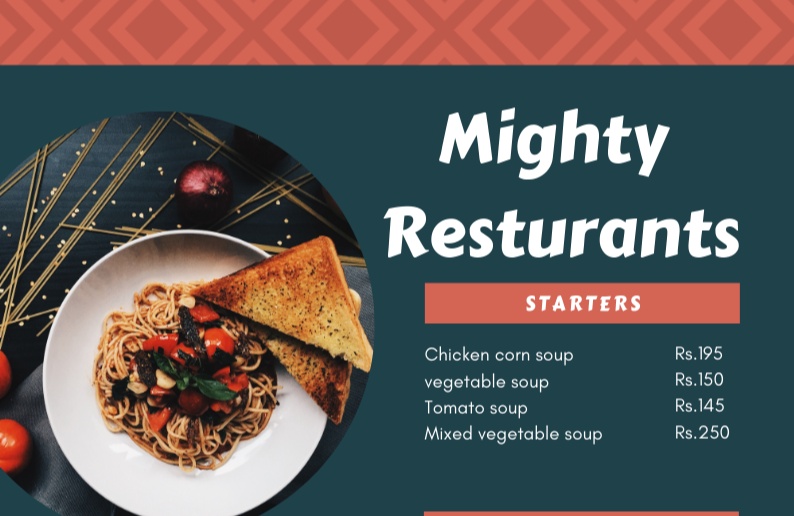 Mighty
Resturants
STARTERS
Chicken corn soup Rs.195
vegetable soup Rs.150
Tomato soup Rs.145
Mixed vegetable soup Rs.250